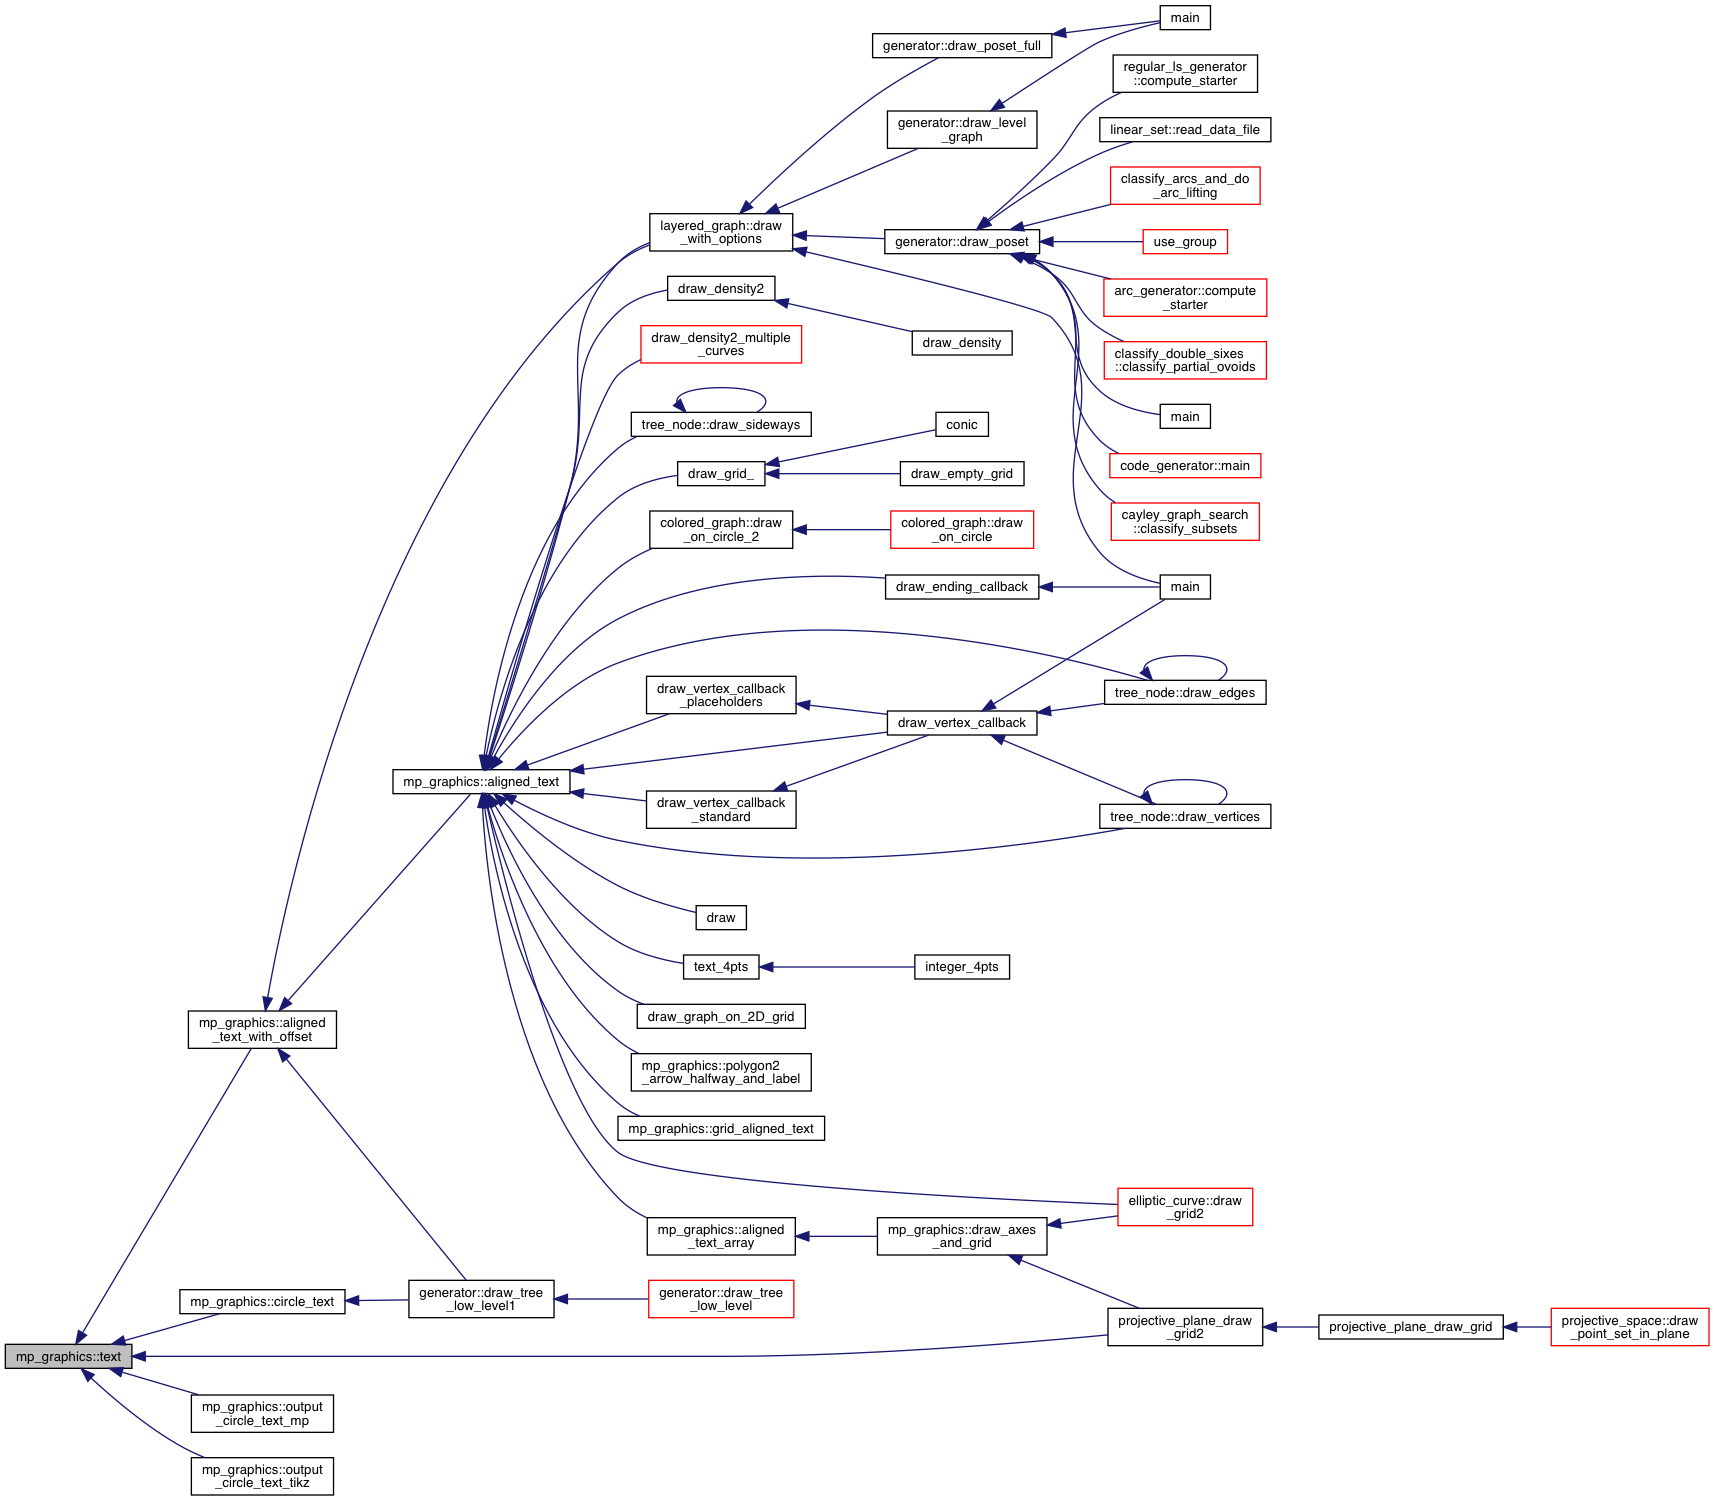 main
generator::draw_poset_full
regular_ls_generator
::compute_starter
generator::draw_level
_graph
linear_set::read_data_file
classify_arcs_and_do
_arc_lifting
layered_graph::draw
_with_options
generator::draw_poset
use_group
draw_density2
arc_generator::compute
_starter
draw_density2_multiple
_curves
draw_density
classify_double_sixes
::classify_partial_ovoids
tree_node::draw_sideways
conic
main
draw_grid_
draw_empty_grid
code_generator::main
colored_graph::draw
_on_circle_2
colored_graph::draw
_on_circle
cayley_graph_search
::classify_subsets
draw_ending_callback
main
draw_vertex_callback
_placeholders
tree_node::draw_edges
draw_vertex_callback
mp_graphics::aligned_text
draw_vertex_callback
_standard
tree_node::draw_vertices
draw
text_4pts
integer_4pts
mp_graphics::aligned
_text_with_offset
draw_graph_on_2D_grid
mp_graphics::polygon2
_arrow_halfway_and_label
mp_graphics::grid_aligned_text
elliptic_curve::draw
_grid2
mp_graphics::aligned
_text_array
mp_graphics::draw_axes
_and_grid
mp_graphics::circle_text
generator::draw_tree
_low_level1
generator::draw_tree
_low_level
projective_plane_draw
_grid2
projective_plane_draw_grid
projective_space::draw
_point_set_in_plane
mp_graphics::text
mp_graphics::output
_circle_text_mp
mp_graphics::output
_circle_text_tikz